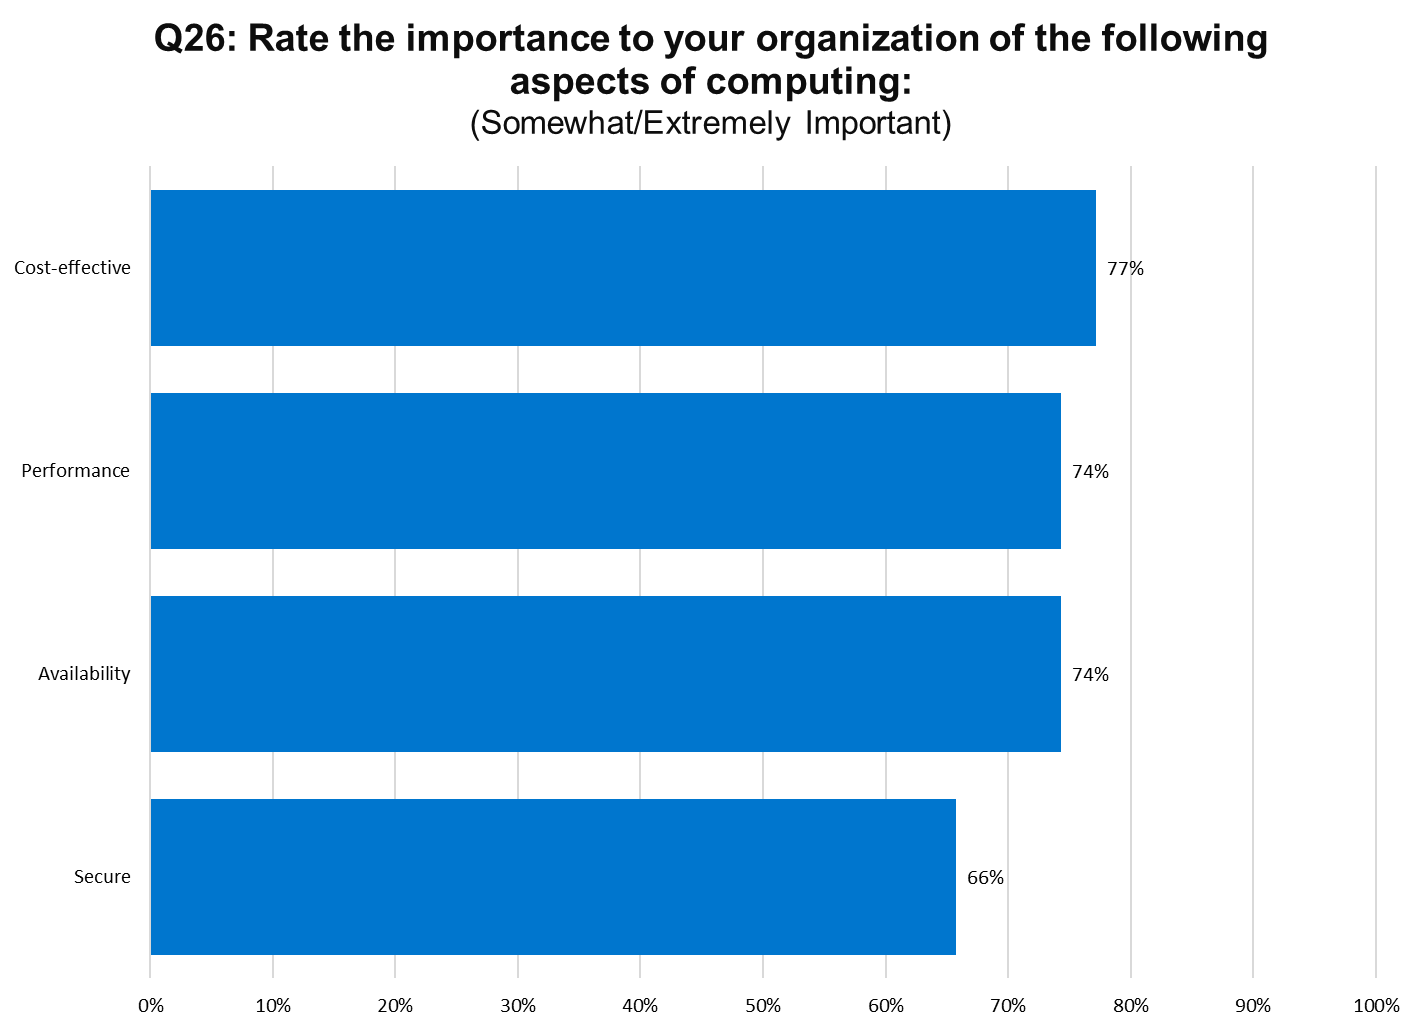 Q26: Rate the importance to your organization of the following
aspects of computing:
(Somewhat/Extremely Important)
Cost-effective
77%
Performance
74%
Availability
74%
Secure
66%
0% 10% 20% 30% 40% 50% 60% 70% 80% 90% 100%